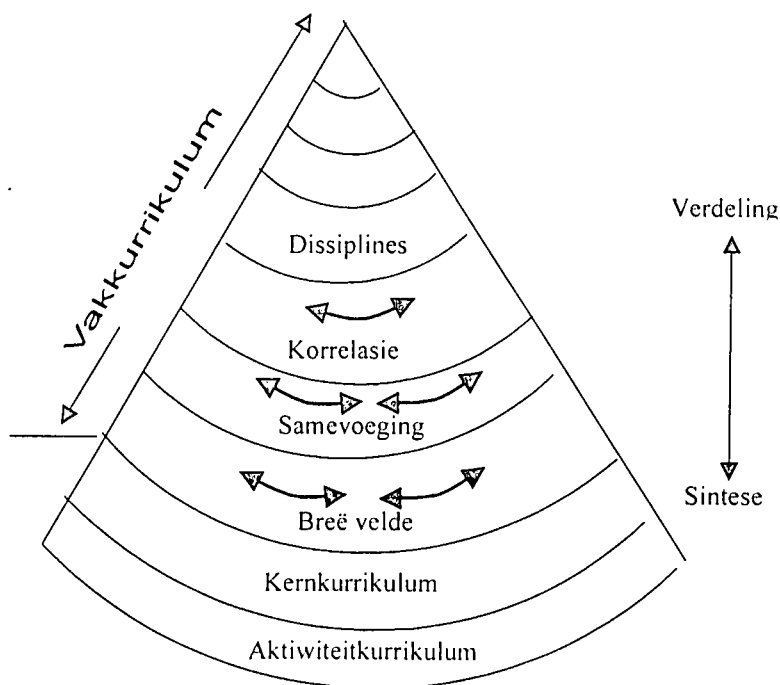 Vakkurrikulum
Verdeling
Dissiplines
Korrelasie
Samevoeging
Sintese
Breë velde
Kernkurrikulum
Aktiwiteitkurrikulum